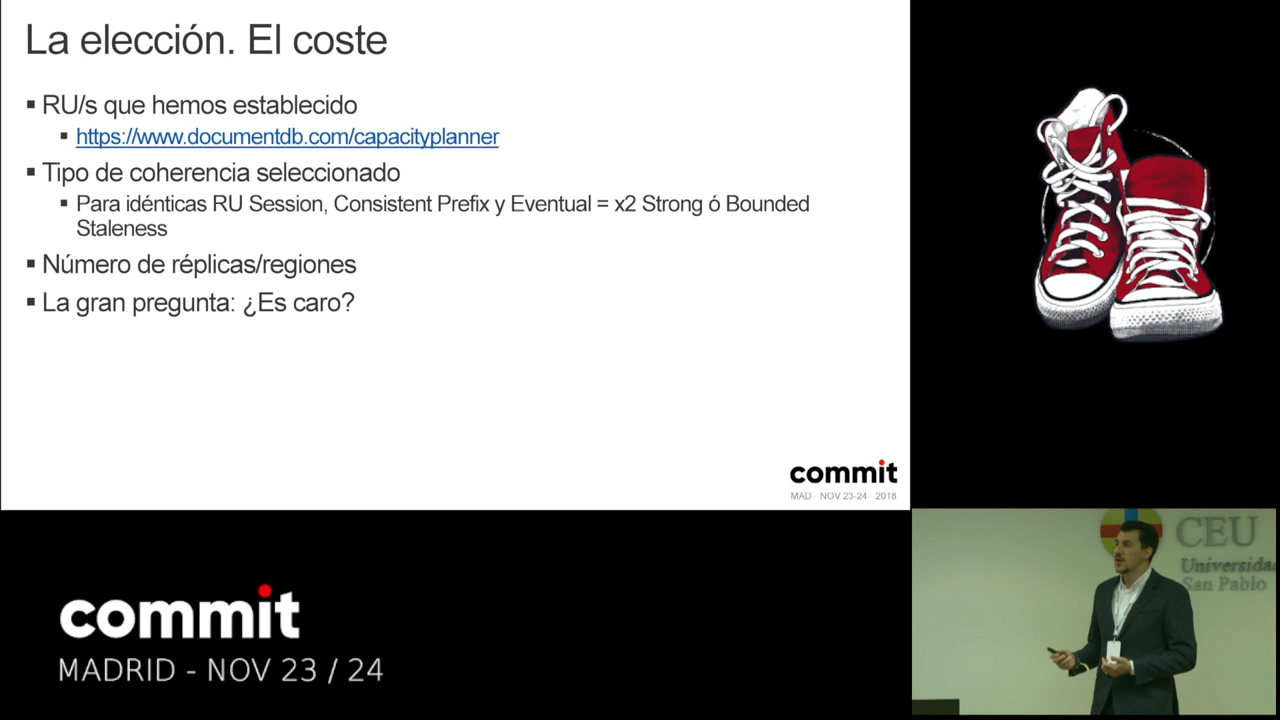 La elección. El coste
RU/s que hemos establecido
https://www.documentdb.com/capacityplanner
Tipo de coherencia seleccionado
Para idénticas RU Session, Consistent Prefix y Eventual = x2 Strong ó Bounded
Staleness
Número de réplicas/regiones
La gran pregunta: ¿Es caro?
commit
MAD · NOV 23-24 · 2018
commit
MADRID - NOV 23 / 24
CEU
Universidad
San Pablo